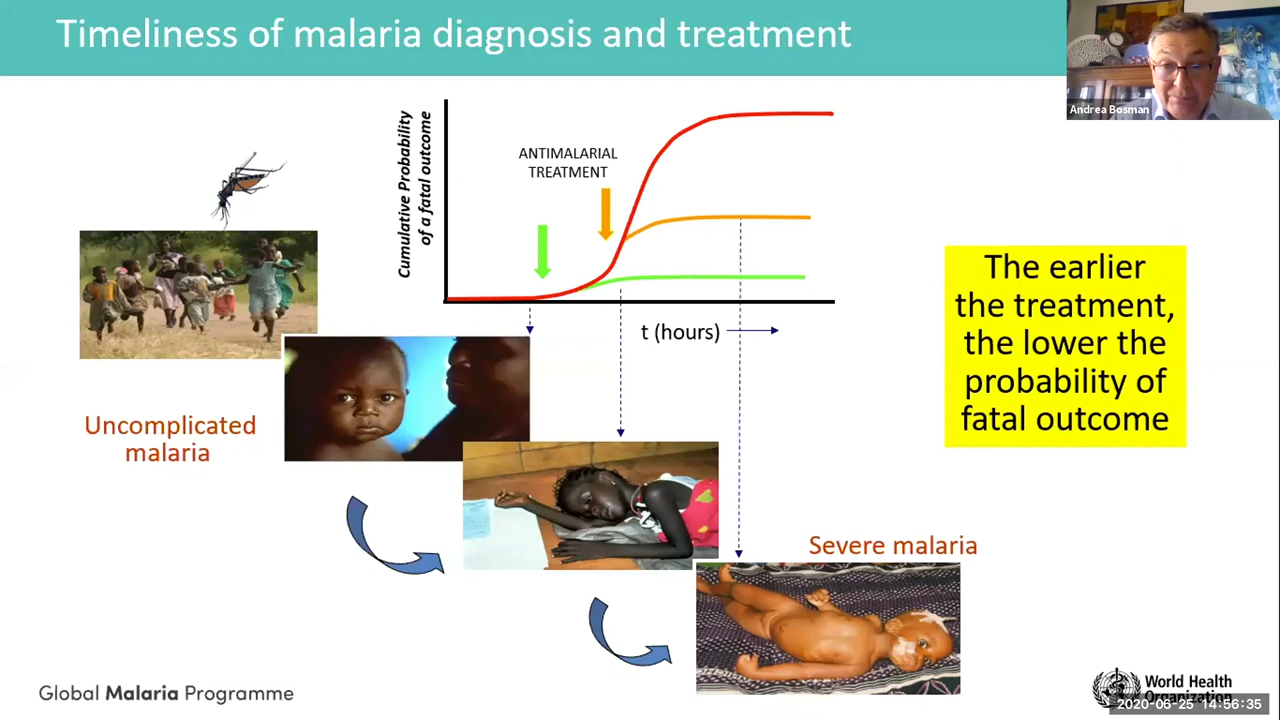 Timeliness of malaria diagnosis and treatment
Andrea Bosman
Cumulative Probability
of a fatal outcome
ANTIMALARIAL
TREATMENT
t (hours)
The earlier
the treatment,
the lower the
probability of
fatal outcome
Uncomplicated
malaria
Severe malaria
Global Malaria Programme
World Health
Organization
2020-06-25 14:56:35